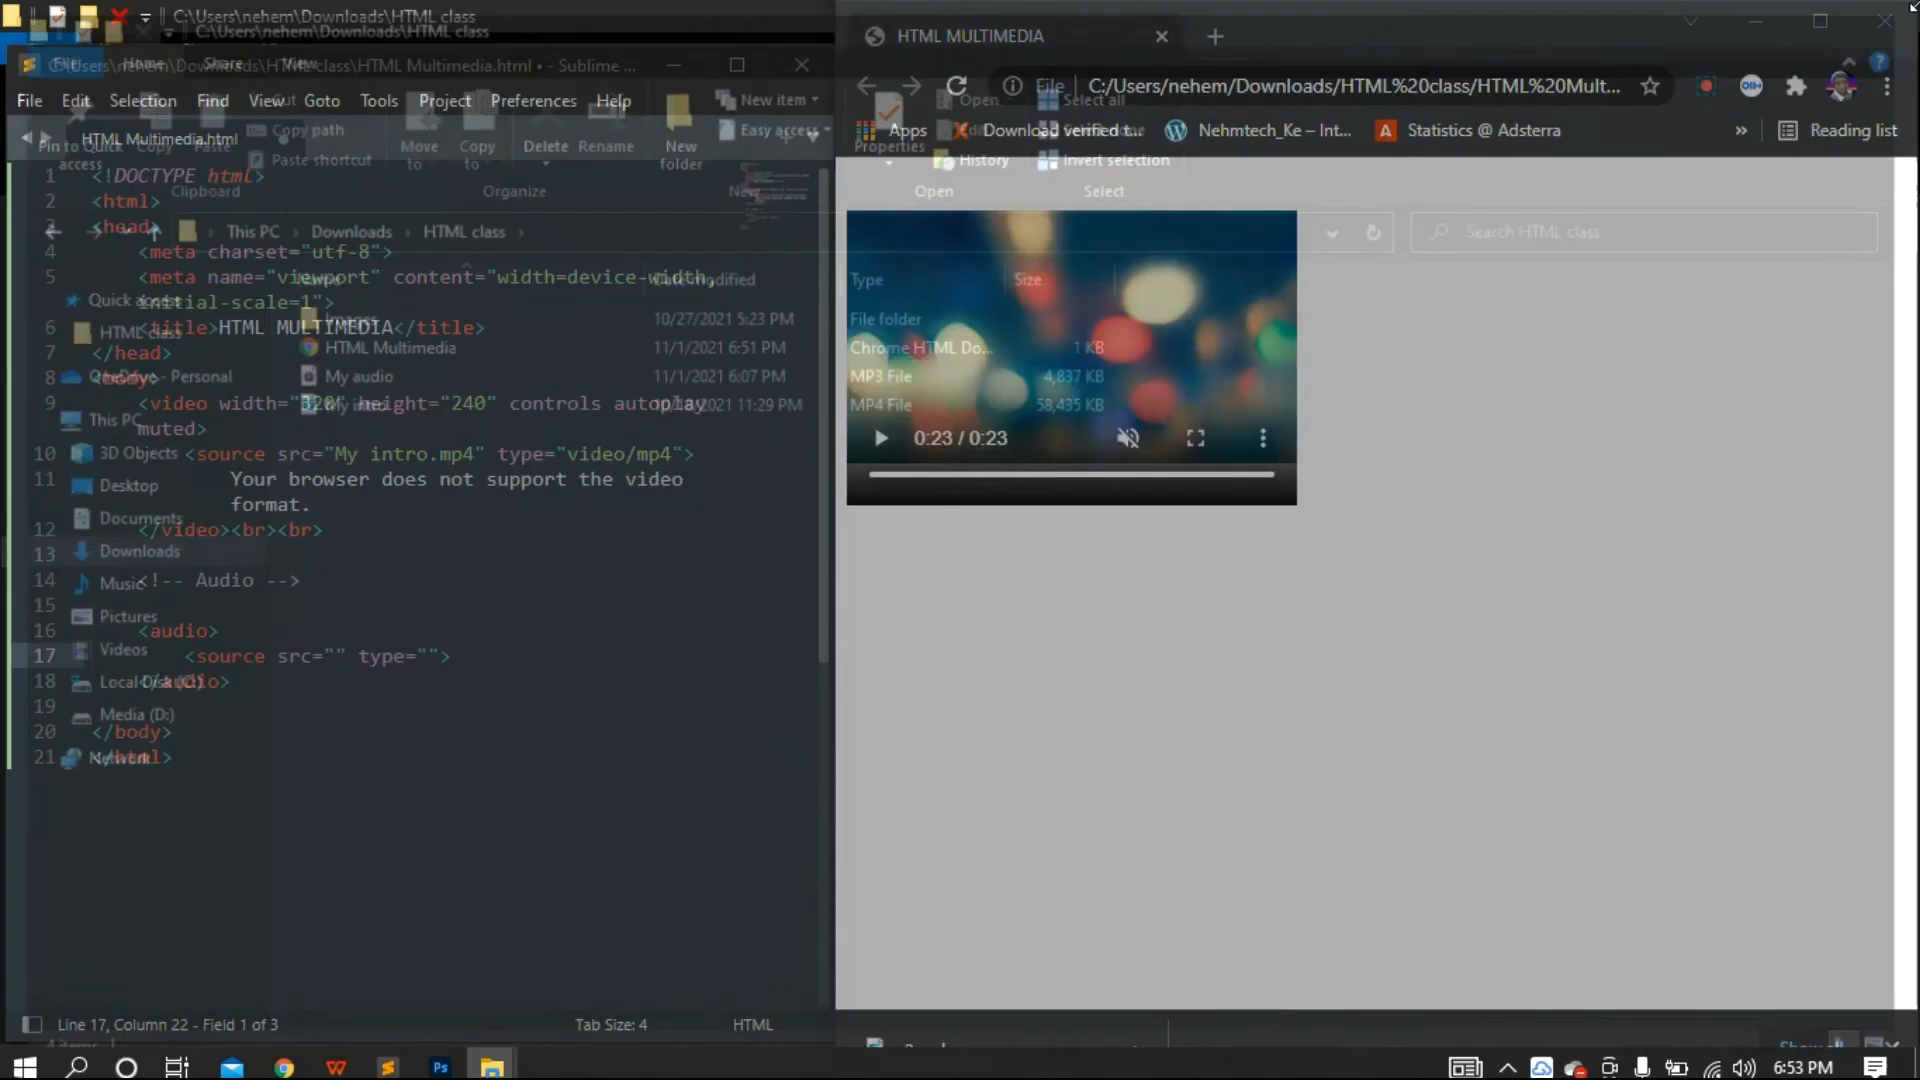 C:\Users\nehem\Downloads\HTML class
C:\Users\nehem\Downloads\HTML class
HTML MULTIMEDIA
File Home Share View
C:\Users\nehem\Downloads\HTML class\HTML Multimedia.html • - Sublime ...
File C:/Users/nehem/Downloads/HTML%20class/HTML%20Mult...
File Edit Selection Find View Goto Tools Project Preferences Help
Cut
New item
Open
Select all
Copy path
Easy access
Apps
Download verified t...
Nehmtech_Ke – Int...
Statistics @ Adsterra
»
Reading list
HTML Multimedia.html
Pin to Quick access
Copy
Paste
Paste shortcut
Move to
Copy to
Delete
Rename
New folder
Properties
History
Invert selection
Clipboard
Organize
New
Open
Select
This PC > Downloads > HTML class >
Search HTML class
Name
Date modified
Type
Size
1 <!DOCTYPE html>
2 <html>
3 <head>
4 <meta charset="utf-8">
5 <meta name="viewport" content="width=device-width,
initial-scale=1">
6 <title>HTML MULTIMEDIA</title>
7 </head>
8 <body>
9 <video width="320" height="240" controls autoplay
muted>
10 <source src="My intro.mp4" type="video/mp4">
11 Your browser does not support the video
format.
12 </video><br><br>
13
14 <!-- Audio -->
15
16 <audio>
17 <source src="" type="">
18 </audio>
19
20 </body>
21 </html>
Quick access
HTML class
OneDrive - Personal
This PC
3D Objects
Desktop
Documents
Downloads
Music
Pictures
Videos
Local Disk (C:)
Media (D:)
Network
Images 10/27/2021 5:23 PM File folder
HTML Multimedia 11/1/2021 6:51 PM Chrome HTML Do... 1 KB
My audio 11/1/2021 6:07 PM MP3 File 4,837 KB
My intro 2021 11:29 PM MP4 File 58,435 KB
0:23 / 0:23
Line 17, Column 22 - Field 1 of 3
Tab Size: 4
HTML
4 items
Ps
6:53 PM